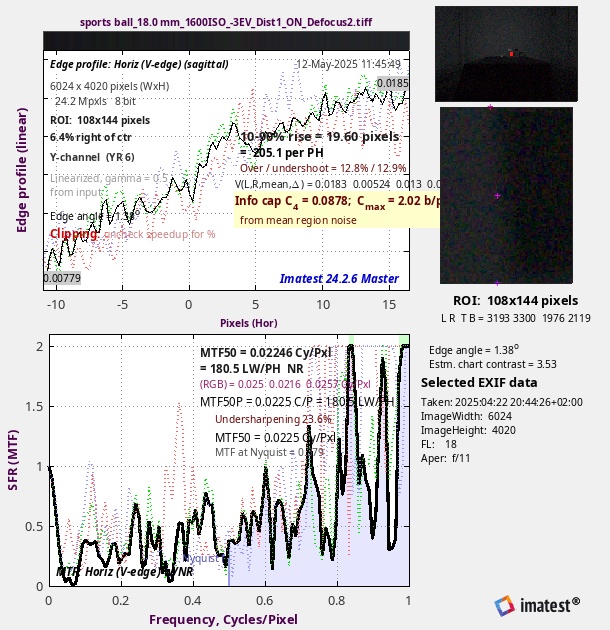 sports ball_18.0 mm_1600ISO_-3EV_Dist1_ON_Defocus2.tiff
Edge profile: Horiz (V-edge) (sagittal)
12-May-2025 11:45:49
0.0185
6024 x 4020 pixels (WxH)
24.2 Mpxls 8 bit
ROI: 108x144 pixels
6.4% right of ctr
10-90% rise = 19.60 pixels
= 205.1 per PH
Y-channel (YR 6)
Over / undershoot = 12.8% / 12.9%
Linearized, gamma = 0.5
from input
V(L,R,mean,Δ) = 0.0183 0.00524 0.013 0.0
Info cap C4 = 0.0878; Cmax = 2.02 b/p
Edge angle = 1.38o
from mean region noise
Clipping: uncheck speedup for %
0.00779
Imatest 24.2.6 Master
Edge profile (linear)
-10 -5 0 5 10 15
Pixels (Hor)
ROI: 108x144 pixels
L R T B = 3193 3300 1976 2119
Edge angle = 1.38o
Estm. chart contrast = 3.53
Selected EXIF data
Taken: 2025:04:22 20:44:26+02:00
ImageWidth: 6024
ImageHeight: 4020
FL: 18
Aper: f/11
MTF50 = 0.02246 Cy/Pxl
= 180.5 LW/PH NR
(RGB) = 0.025 0.0216 0.0257 Cy/Pxl
MTF50P = 0.0225 C/P = 180.5 LW/PH
Undersharpening 23.6%
MTF50 = 0.0225 Cy/Pxl
MTF at Nyquist = 0.379
2
1.5
1
0.5
0
SFR (MTF)
Nyquist
MTF: Horiz (V-edge) w/NR
0 0.2 0.4 0.6 0.8 1
Frequency, Cycles/Pixel
imatest®